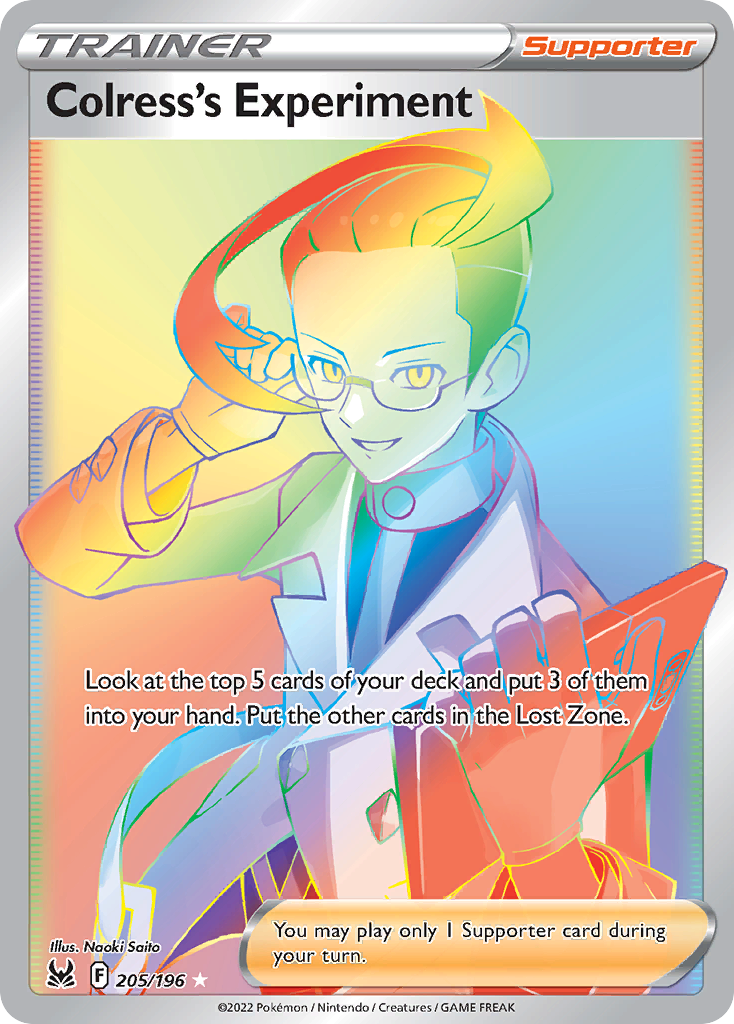 TRAINER
Supporter
Colress's Experiment
Look at the top 5 cards of your deck and put 3 of them
into your hand. Put the other cards in the Lost Zone.
You may play only 1 Supporter card during
your turn.
Illus. Naoki Saito
F 205/196 ★
©2022 Pokémon / Nintendo / Creatures / GAME FREAK